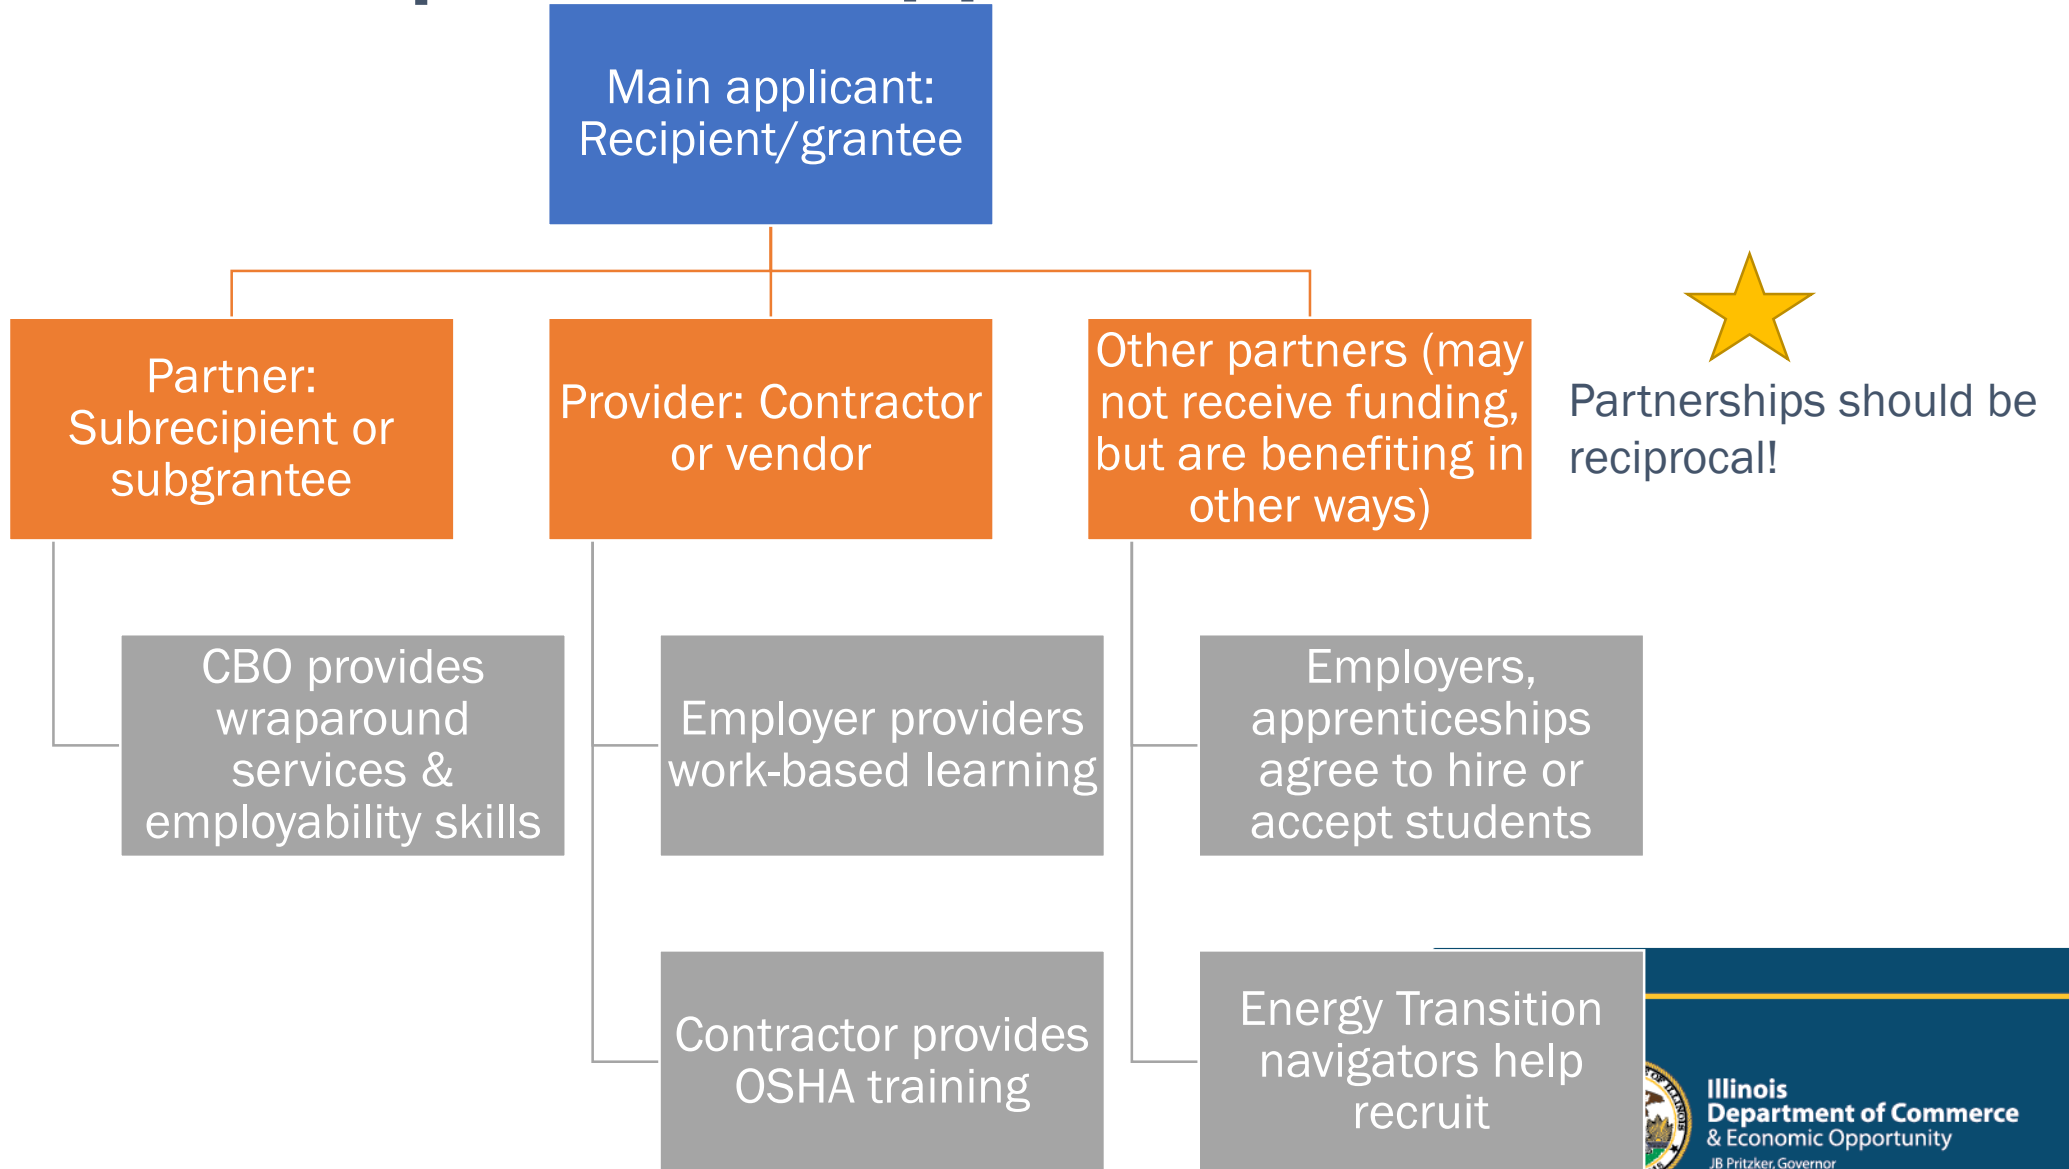 Main applicant:
Recipient/grantee
Partner:
Subrecipient or
subgrantee
Provider: Contractor
or vendor
Other partners (may
not receive funding,
but are benefiting in
other ways)
Partnerships should be
reciprocal!
CBO provides
wraparound
services &
employability skills
Employer providers
work-based learning
Employers,
apprenticeships
agree to hire or
accept students
Contractor provides
OSHA training
Energy Transition
navigators help
recruit
Illinois
Department of Commerce
& Economic Opportunity
JB Pritzker, Governor